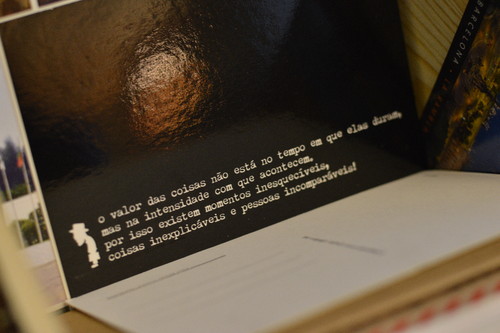 o valor das coisas não está no tempo em que elas duram,
mas na intensidade com que acontecem.
por isso existem momentos inesquecíveis,
coisas inexplicáveis e pessoas incomparáveis!
BARCELONA